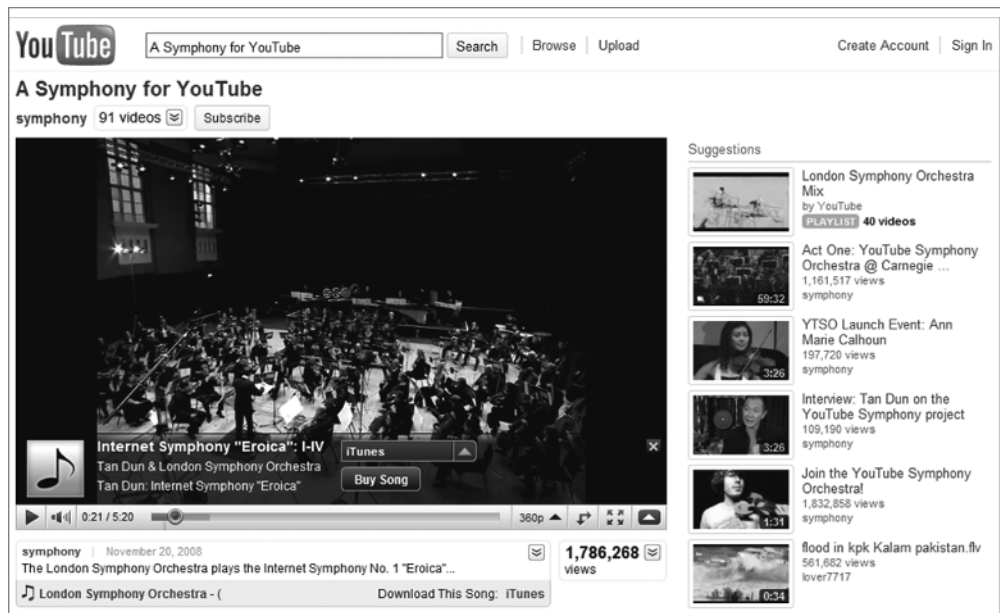 YouTube
A Symphony for YouTube
Search
Browse
Upload
Create Account
Sign In
A Symphony for YouTube
symphony
91 videos
Subscribe
Internet Symphony "Eroica": I-IV
Tan Dun & London Symphony Orchestra
Tan Dun: Internet Symphony "Eroica"
iTunes
Buy Song
0:21 / 5:20
360p
symphony | November 20, 2008
The London Symphony Orchestra plays the Internet Symphony No. 1 "Eroica"...
London Symphony Orchestra - (
Download This Song: iTunes
1,786,268
views
Suggestions
London Symphony Orchestra
Mix
by YouTube
PLAYLIST 40 videos
59:32
Act One: YouTube Symphony
Orchestra @ Carnegie ...
1,161,517 views
symphony
3:26
YTSO Launch Event: Ann
Marie Calhoun
197,720 views
symphony
3:26
Interview: Tan Dun on the
YouTube Symphony project
109,190 views
symphony
1:31
Join the YouTube Symphony
Orchestra!
1,832,858 views
symphony
0:34
flood in kpk Kalam pakistan.flv
561,682 views
lover7717